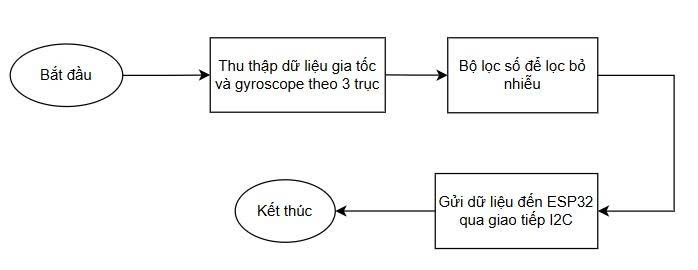 Bắt đầu
Thu thập dữ liệu gia tốc
và gyroscope theo 3 trục
Bộ lọc số để lọc bỏ
nhiễu
Gửi dữ liệu đến ESP32
qua giao tiếp I2C
Kết thúc